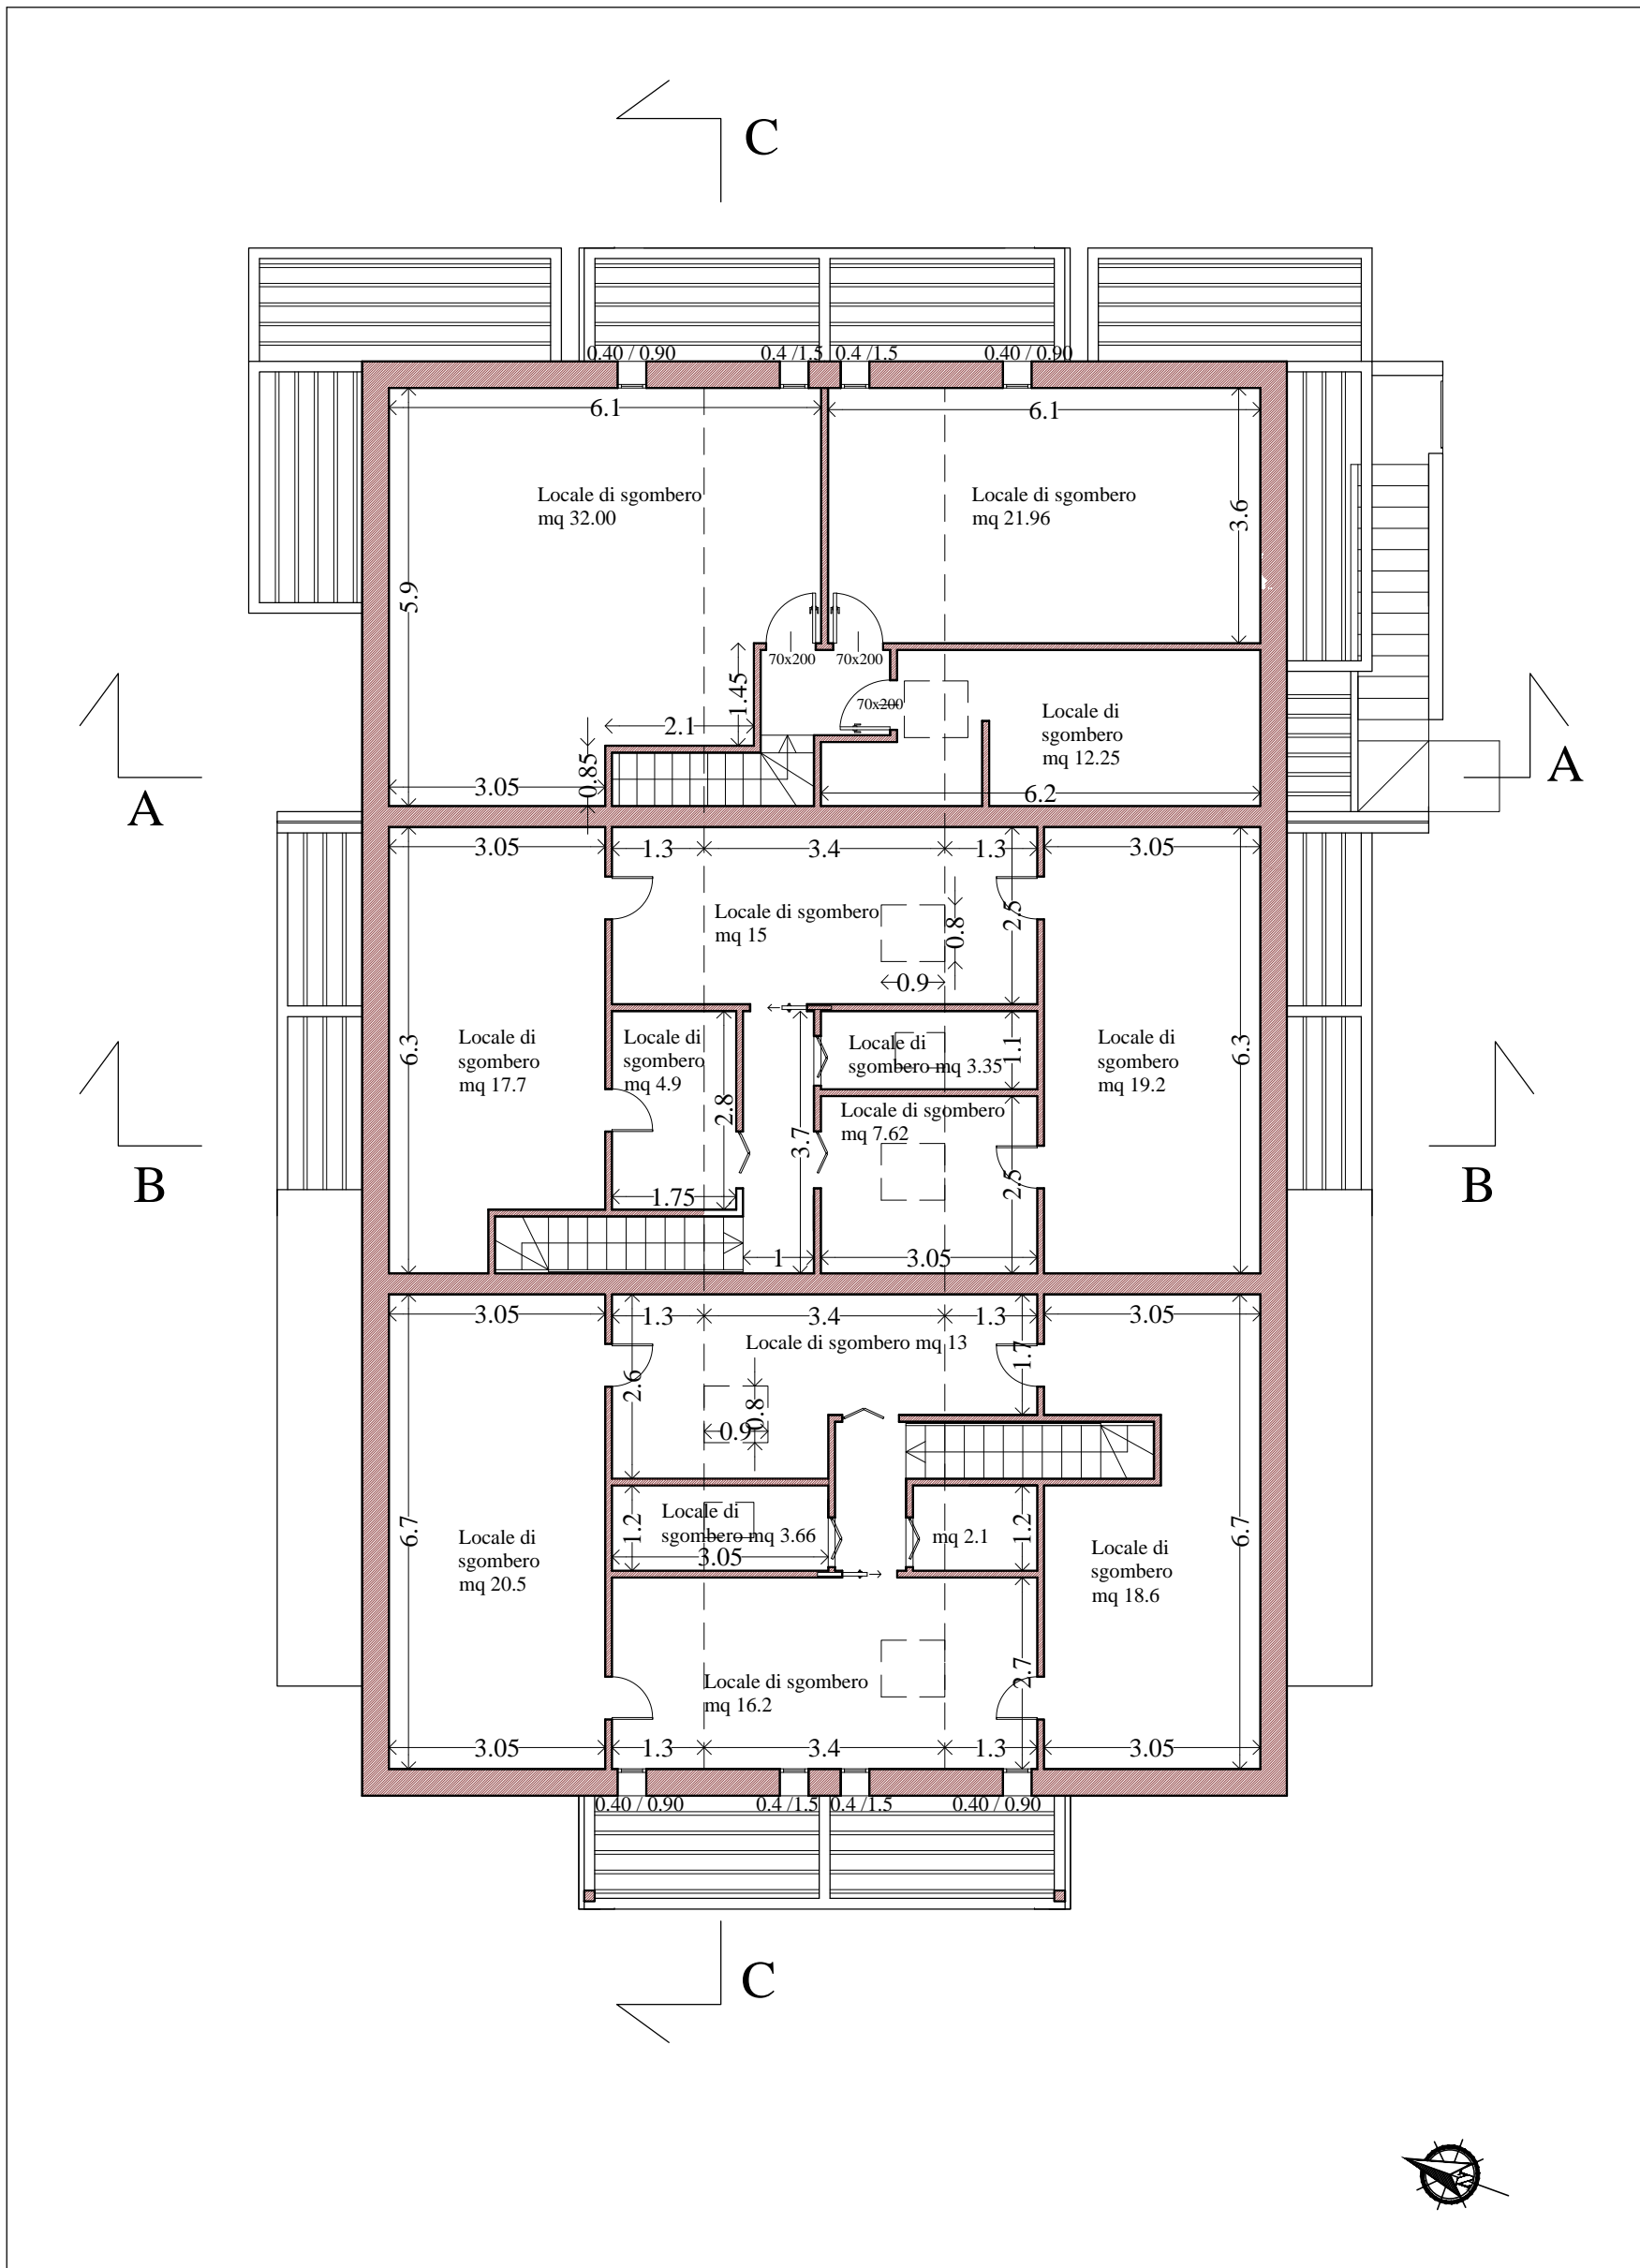 C
0.40 / 0.90
0.4 /1.5
0.4 /1.5
0.40 / 0.90
6.1
6.1
Locale di sgombero
mq 32.00
Locale di sgombero
mq 21.96
3.6
5.9
70x200
70x200
1.45
70x200
2.1
Locale di
sgombero
mq 12.25
0.85
3.05
6.2
A
A
3.05
1.3
3.4
1.3
3.05
Locale di sgombero
mq 15
2.5
0.8
0.9
Locale di
sgombero
mq 17.7
6.3
Locale di
sgombero
mq 4.9
Locale di
sgombero mq 3.35
1.1
Locale di
sgombero
mq 19.2
6.3
2.8
3.7
Locale di sgombero
mq 7.62
2.5
1.75
1
3.05
B
B
3.05
1.3
3.4
1.3
3.05
Locale di sgombero mq 13
1.7
2.6
0.8
0.9
6.7
Locale di
sgombero
mq 20.5
1.2
Locale di
sgombero mq 3.66
3.05
mq 2.1
1.2
Locale di
sgombero
mq 18.6
6.7
Locale di sgombero
mq 16.2
2.7
3.05
1.3
3.4
1.3
3.05
0.40 / 0.90
0.4 /1.5
0.4 /1.5
0.40 / 0.90
C